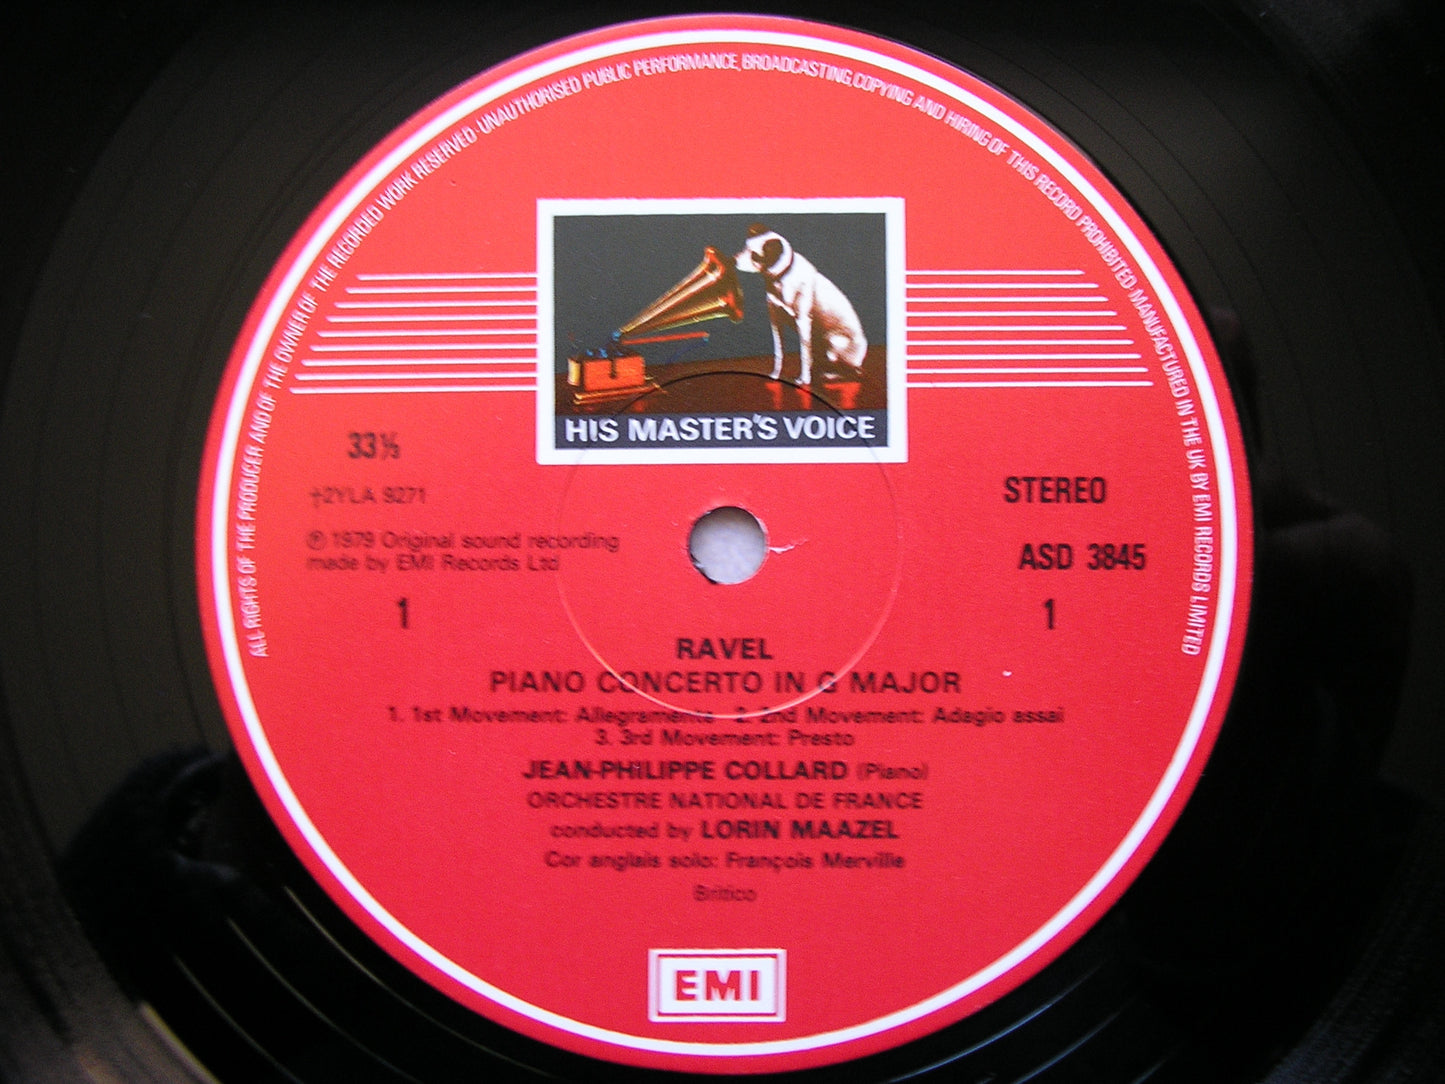 ALL RIGHTS OF THE PRODUCER AND OF THE OWNER OF THE RECORDED WORK RESERVED · UNAUTHORISED PUBLIC PERFORMANCE, BROADCASTING, COPYING AND HIRING OF THIS RECORD PROHIBITED · MANUFACTURED IN THE UK BY EMI RECORDS LIMITED
HIS MASTER'S VOICE
33⅓
†2YLA 9271
STEREO
℗ 1979 Original sound recording
made by EMI Records Ltd
ASD 3845
1
1
RAVEL
PIANO CONCERTO IN G MAJOR
1. 1st Movement: Allegramente · 2. 2nd Movement: Adagio assai
3. 3rd Movement: Presto
JEAN-PHILIPPE COLLARD (Piano)
ORCHESTRE NATIONAL DE FRANCE
conducted by LORIN MAAZEL
Cor anglais solo: François Merville
Britico
EMI